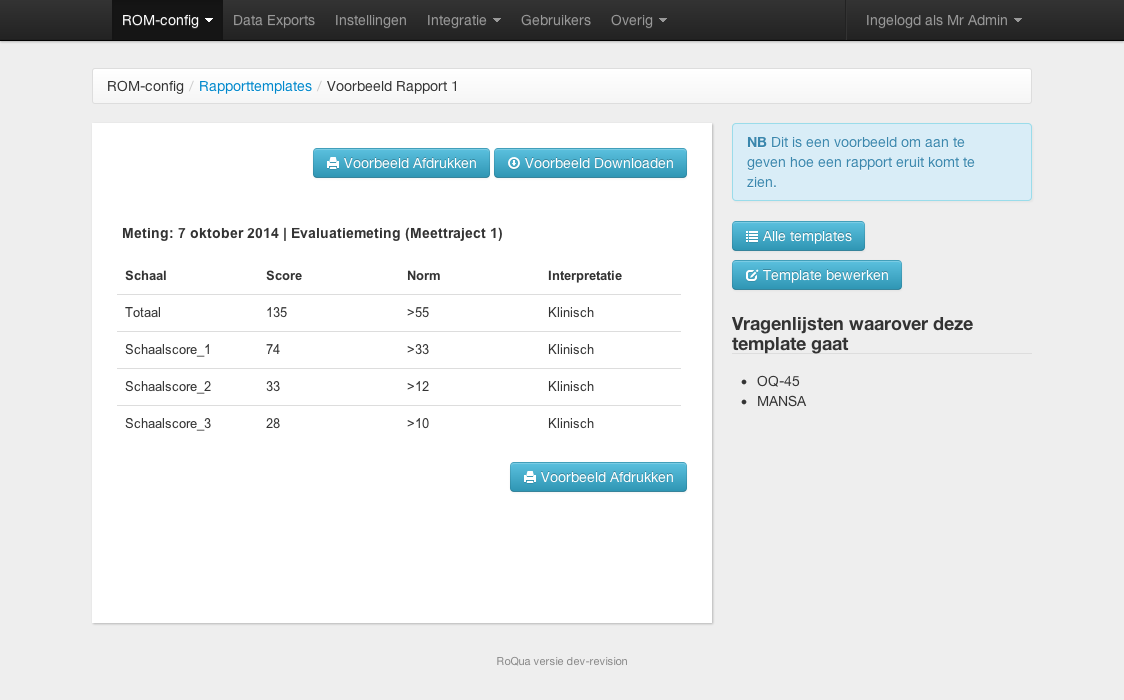 ROM-config Data Exports Instellingen Integratie Gebruikers Overig Ingelogd als Mr Admin
ROM-config / Rapporttemplates / Voorbeeld Rapport 1
Voorbeeld Afdrukken Voorbeeld Downloaden
Meting: 7 oktober 2014 | Evaluatiemeting (Meettraject 1)
Schaal Score Norm Interpretatie
Totaal 135 >55 Klinisch
Schaalscore_1 74 >33 Klinisch
Schaalscore_2 33 >12 Klinisch
Schaalscore_3 28 >10 Klinisch
Voorbeeld Afdrukken
NB Dit is een voorbeeld om aan te
geven hoe een rapport eruit komt te
zien.
Alle templates
Template bewerken
Vragenlijsten waarover deze
template gaat
• OQ-45
• MANSA
RoQua versie dev-revision